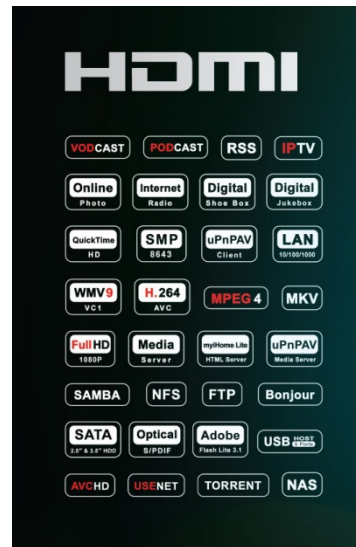 HDMI
VODCAST PODCAST RSS IPTV
Online Internet Digital Digital
Photo Radio Shoe Box Jukebox
QuickTime SMP uPnPAV LAN
HD 8643 Client 10/100/1000
WMV9 H.264 MPEG4 MKV
VC1 AVC
FullHD Media myiHome Lite uPnPAV
1080P Server HTML Server Media Server
SAMBA NFS FTP Bonjour
SATA Optical Adobe USB HOST
2.5" & 3.5" HDD S/PDIF Flash Lite 3.1
AVCHD USENET TORRENT NAS